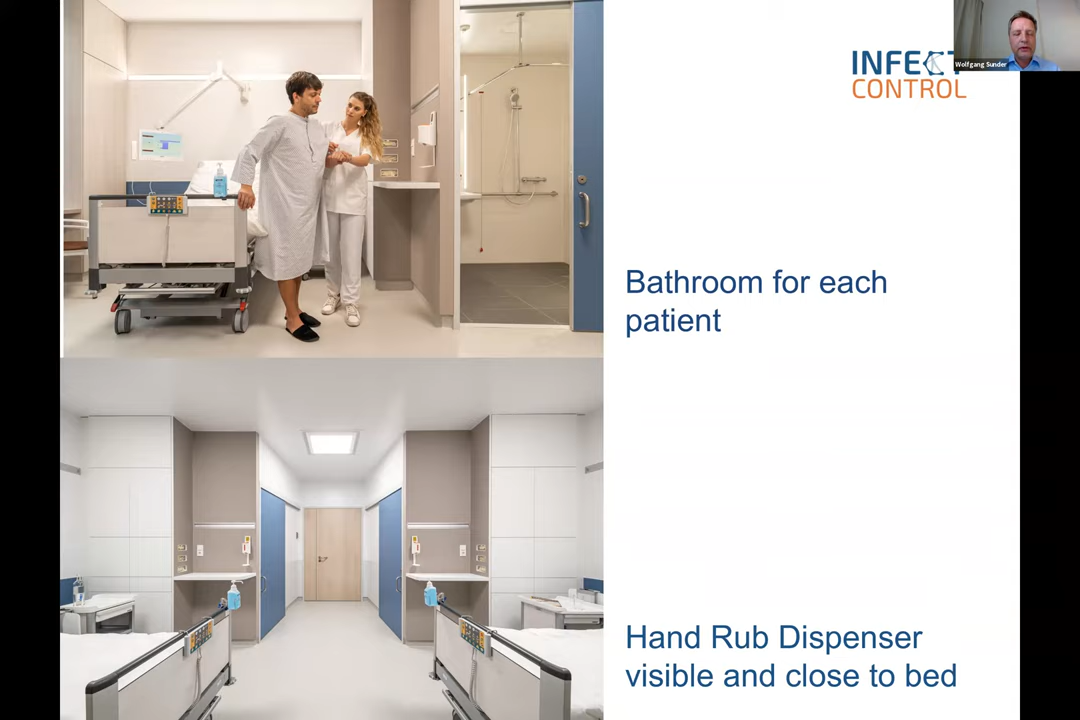 INFECT
CONTROL
Wolfgang Sunder
Bathroom for each
patient
Hand Rub Dispenser
visible and close to bed